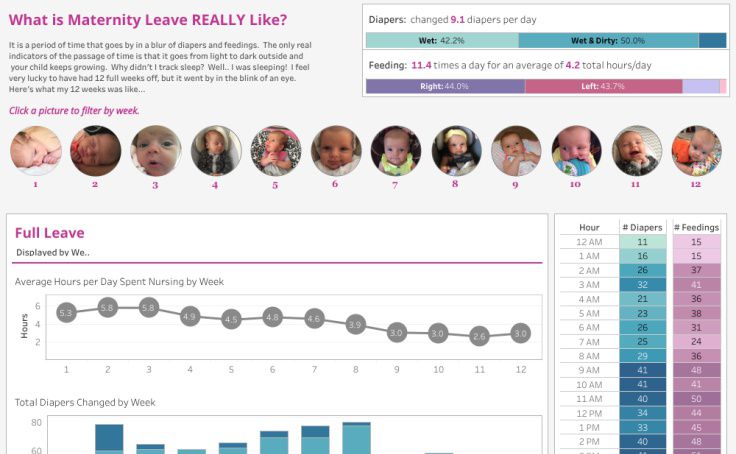 What is Maternity Leave REALLY Like?
It is a period of time that goes by in a blur of diapers and feedings. The only real
indicators of the passage of time is that it goes from light to dark outside and
your child keeps growing. Why didn't I track sleep? Well.. I was sleeping! I feel
very lucky to have had 12 full weeks off, but it went by in the blink of an eye.
Here's what my 12 weeks was like...
Click a picture to filter by week.
Diapers: changed 9.1 diapers per day
Wet: 42.2% Wet & Dirty: 50.0%
Feeding: 11.4 times a day for an average of 4.2 total hours/day
Right: 44.0% Left: 43.7%
1 2 3 4 5 6 7 8 9 10 11 12
Full Leave
Displayed by We..
Average Hours per Day Spent Nursing by Week
Hours
6
4
2
5.3 5.8 5.8 4.9 4.5 4.8 4.6 3.9 3.0 3.0 2.6 3.0
1 2 3 4 5 6 7 8 9 10 11 12
Total Diapers Changed by Week
80
60
Hour # Diapers # Feedings
12 AM 11 15
1 AM 16 15
2 AM 26 37
3 AM 32 41
4 AM 21 36
5 AM 23 38
6 AM 26 31
7 AM 25 24
8 AM 29 36
9 AM 41 48
10 AM 41 41
11 AM 40 50
12 PM 34 44
1 PM 33 45
2 PM 40 48